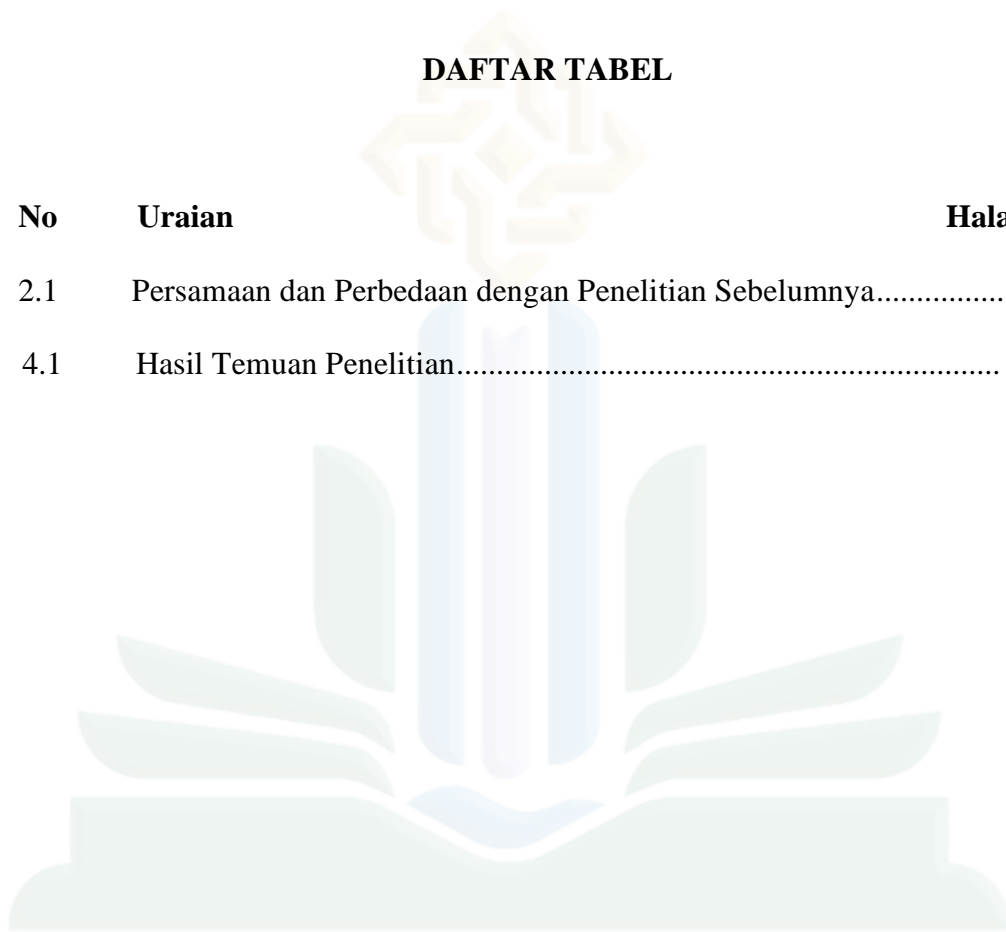 DAFTAR TABEL
No Uraian Hala
2.1 Persamaan dan Perbedaan dengan Penelitian Sebelumnya................
4.1 Hasil Temuan Penelitian....................................................................